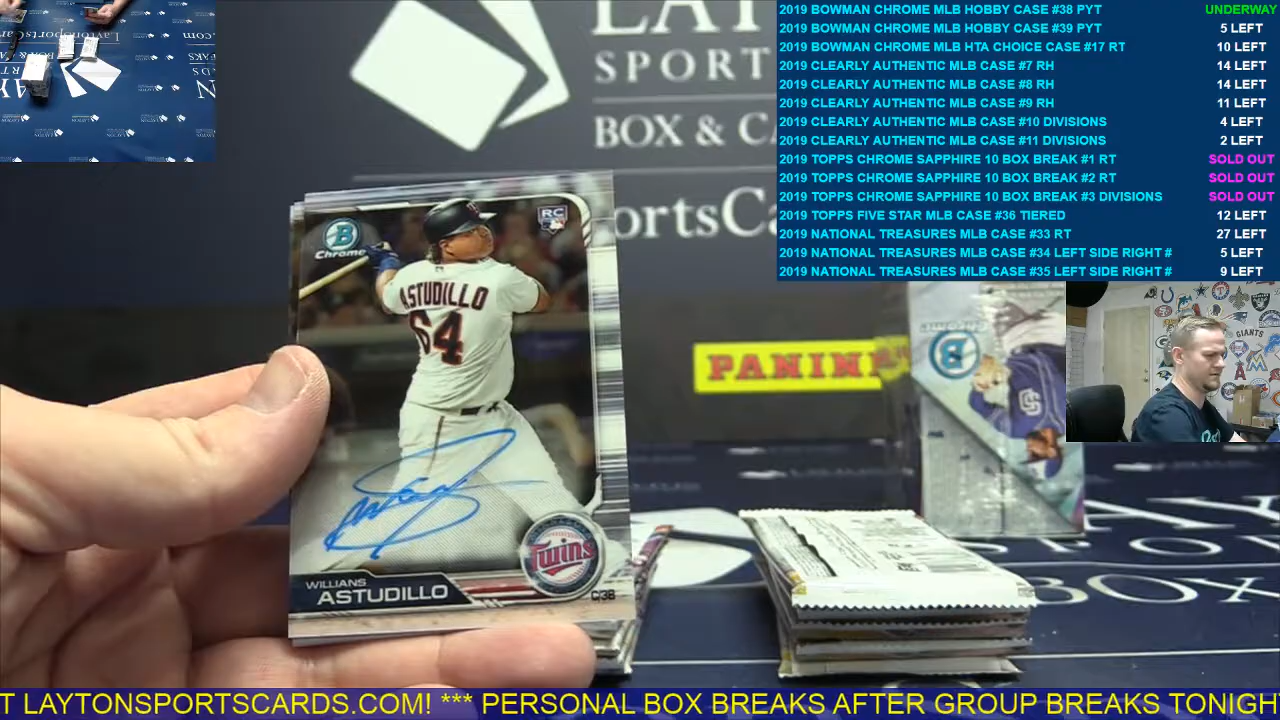 2019 BOWMAN CHROME MLB HOBBY CASE #38 PYT UNDERWAY
2019 BOWMAN CHROME MLB HOBBY CASE #39 PYT 5 LEFT
2019 BOWMAN CHROME MLB HTA CHOICE CASE #17 RT 10 LEFT
2019 CLEARLY AUTHENTIC MLB CASE #7 RH 14 LEFT
2019 CLEARLY AUTHENTIC MLB CASE #8 RH 14 LEFT
2019 CLEARLY AUTHENTIC MLB CASE #9 RH 11 LEFT
2019 CLEARLY AUTHENTIC MLB CASE #10 DIVISIONS 4 LEFT
2019 CLEARLY AUTHENTIC MLB CASE #11 DIVISIONS 2 LEFT
2019 TOPPS CHROME SAPPHIRE 10 BOX BREAK #1 RT SOLD OUT
2019 TOPPS CHROME SAPPHIRE 10 BOX BREAK #2 RT SOLD OUT
2019 TOPPS CHROME SAPPHIRE 10 BOX BREAK #3 DIVISIONS SOLD OUT
2019 TOPPS FIVE STAR MLB CASE #36 TIERED 12 LEFT
2019 NATIONAL TREASURES MLB CASE #33 RT 27 LEFT
2019 NATIONAL TREASURES MLB CASE #34 LEFT SIDE RIGHT # 5 LEFT
2019 NATIONAL TREASURES MLB CASE #35 LEFT SIDE RIGHT # 9 LEFT
LAY
SPORT
BOX & CA
ortsCa
PANINI
B
Chrome
RC
ASTUDILLO
64
Twins
WILLIANS
ASTUDILLO
C36
GIANTS
BOX
T LAYTONSPORTSCARDS.COM! *** PERSONAL BOX BREAKS AFTER GROUP BREAKS TONIGH